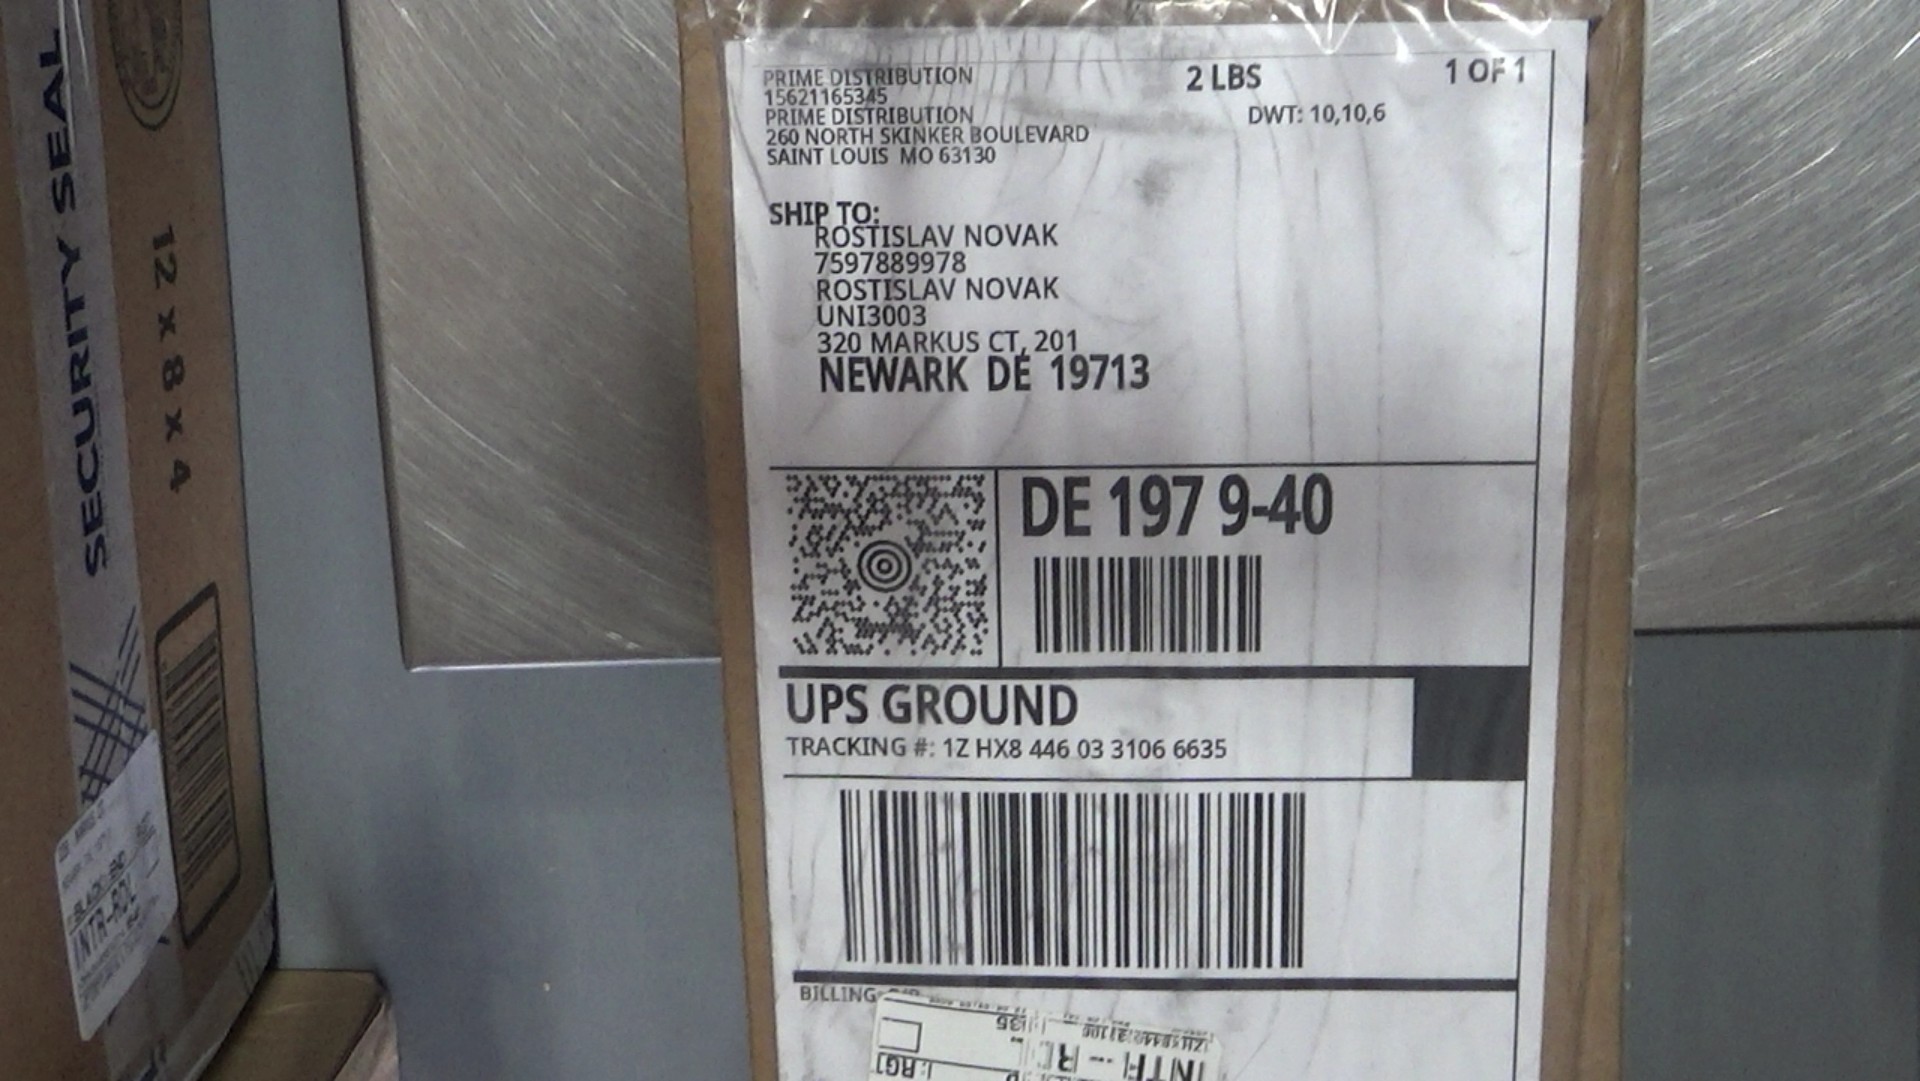 SECURITY SEAL
12 x 8 x 4
PRIME DISTRIBUTION
15621165345
PRIME DISTRIBUTION
260 NORTH SKINKER BOULEVARD
SAINT LOUIS MO 63130
2 LBS
1 OF 1
DWT: 10,10,6
SHIP TO:
ROSTISLAV NOVAK
7597889978
ROSTISLAV NOVAK
UNI3003
320 MARKUS CT, 201
NEWARK DE 19713
DE 197 9-40
UPS GROUND
TRACKING #: 1Z HX8 446 03 3106 6635
BILLING: